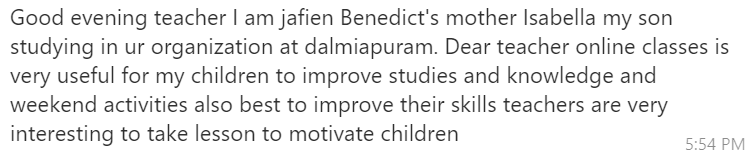 Good evening teacher I am jafien Benedict's mother Isabella my son
studying in ur organization at dalmiapuram. Dear teacher online classes is
very useful for my children to improve studies and knowledge and
weekend activities also best to improve their skills teachers are very
interesting to take lesson to motivate children
5:54 PM